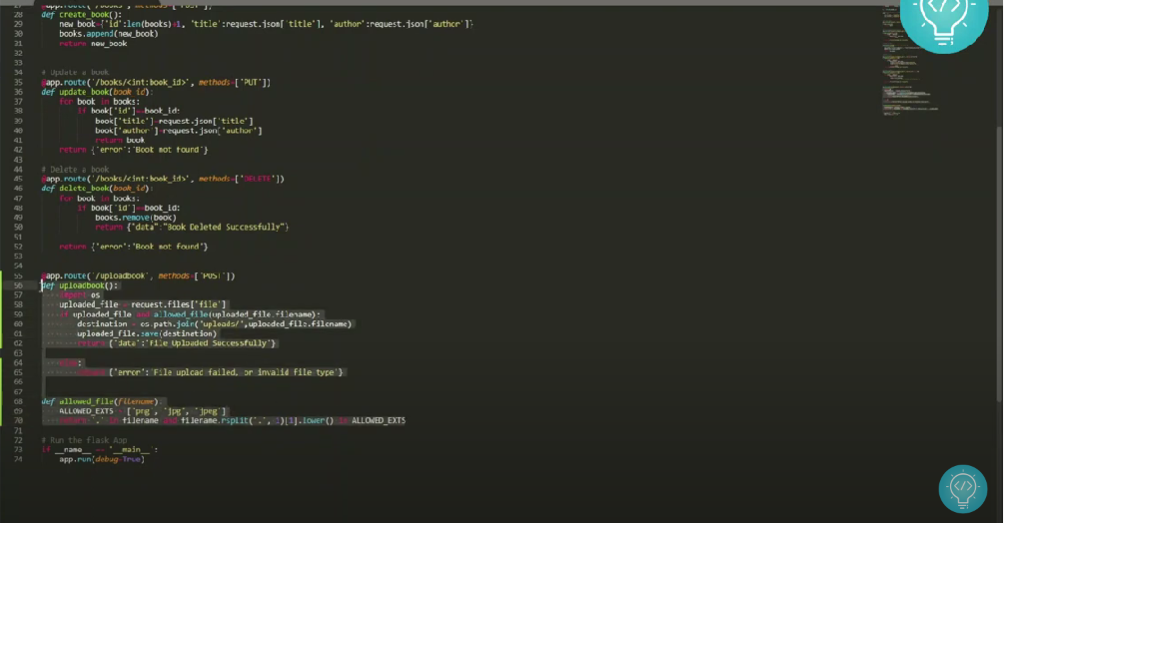 27 @app.route('/books', methods=['POST'])
28 def create_book():
29 new_book={'id':len(books)+1, 'title':request.json['title'], 'author':request.json['author']}
30 books.append(new_book)
31 return new_book
32
33
34 # Update a book
35 @app.route('/books/<int:book_id>', methods=['PUT'])
36 def update_book(book_id):
37 for book in books:
38 if book['id']==book_id:
39 book['title']=request.json['title']
40 book['author']=request.json['author']
41 return book
42 return {'error':'Book not found'}
43
44 # Delete a book
45 @app.route('/books/<int:book_id>', methods=["DELETE"])
46 def delete_book(book_id):
47 for book in books:
48 if book['id']==book_id:
49 books.remove(book)
50 return {"data":"Book Deleted Successfully"}
51
52 return {'error':'Book not found'}
53
54
55 @app.route('/uploadbook', methods=['POST'])
56 def uploadbook():
57 import os
58 uploaded_file = request.files['file']
59 if uploaded_file and allowed_file(uploaded_file.filename):
60 destination = os.path.join('uploads/',uploaded_file.filename)
61 uploaded_file.save(destination)
62 return {'data':'File Uploaded Successfully'}
63
64 else:
65 return {'error':'File upload failed, or invalid file type'}
66
67
68 def allowed_file(filename):
69 ALLOWED_EXTS = ['png', 'jpg', 'jpeg']
70 return '.' in filename and filename.rsplit('.', 1)[1].lower() in ALLOWED_EXTS
71
72 # Run the flask App
73 if __name__ == '__main__':
74 app.run(debug=True)